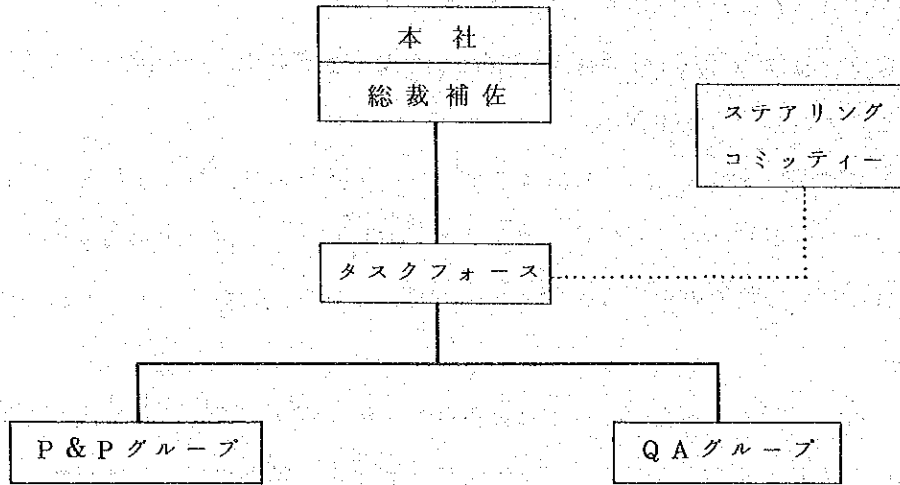 本社
総裁補佐
ステアリング
コミッティー
タスクフォース
P&Pグループ
QAグループ